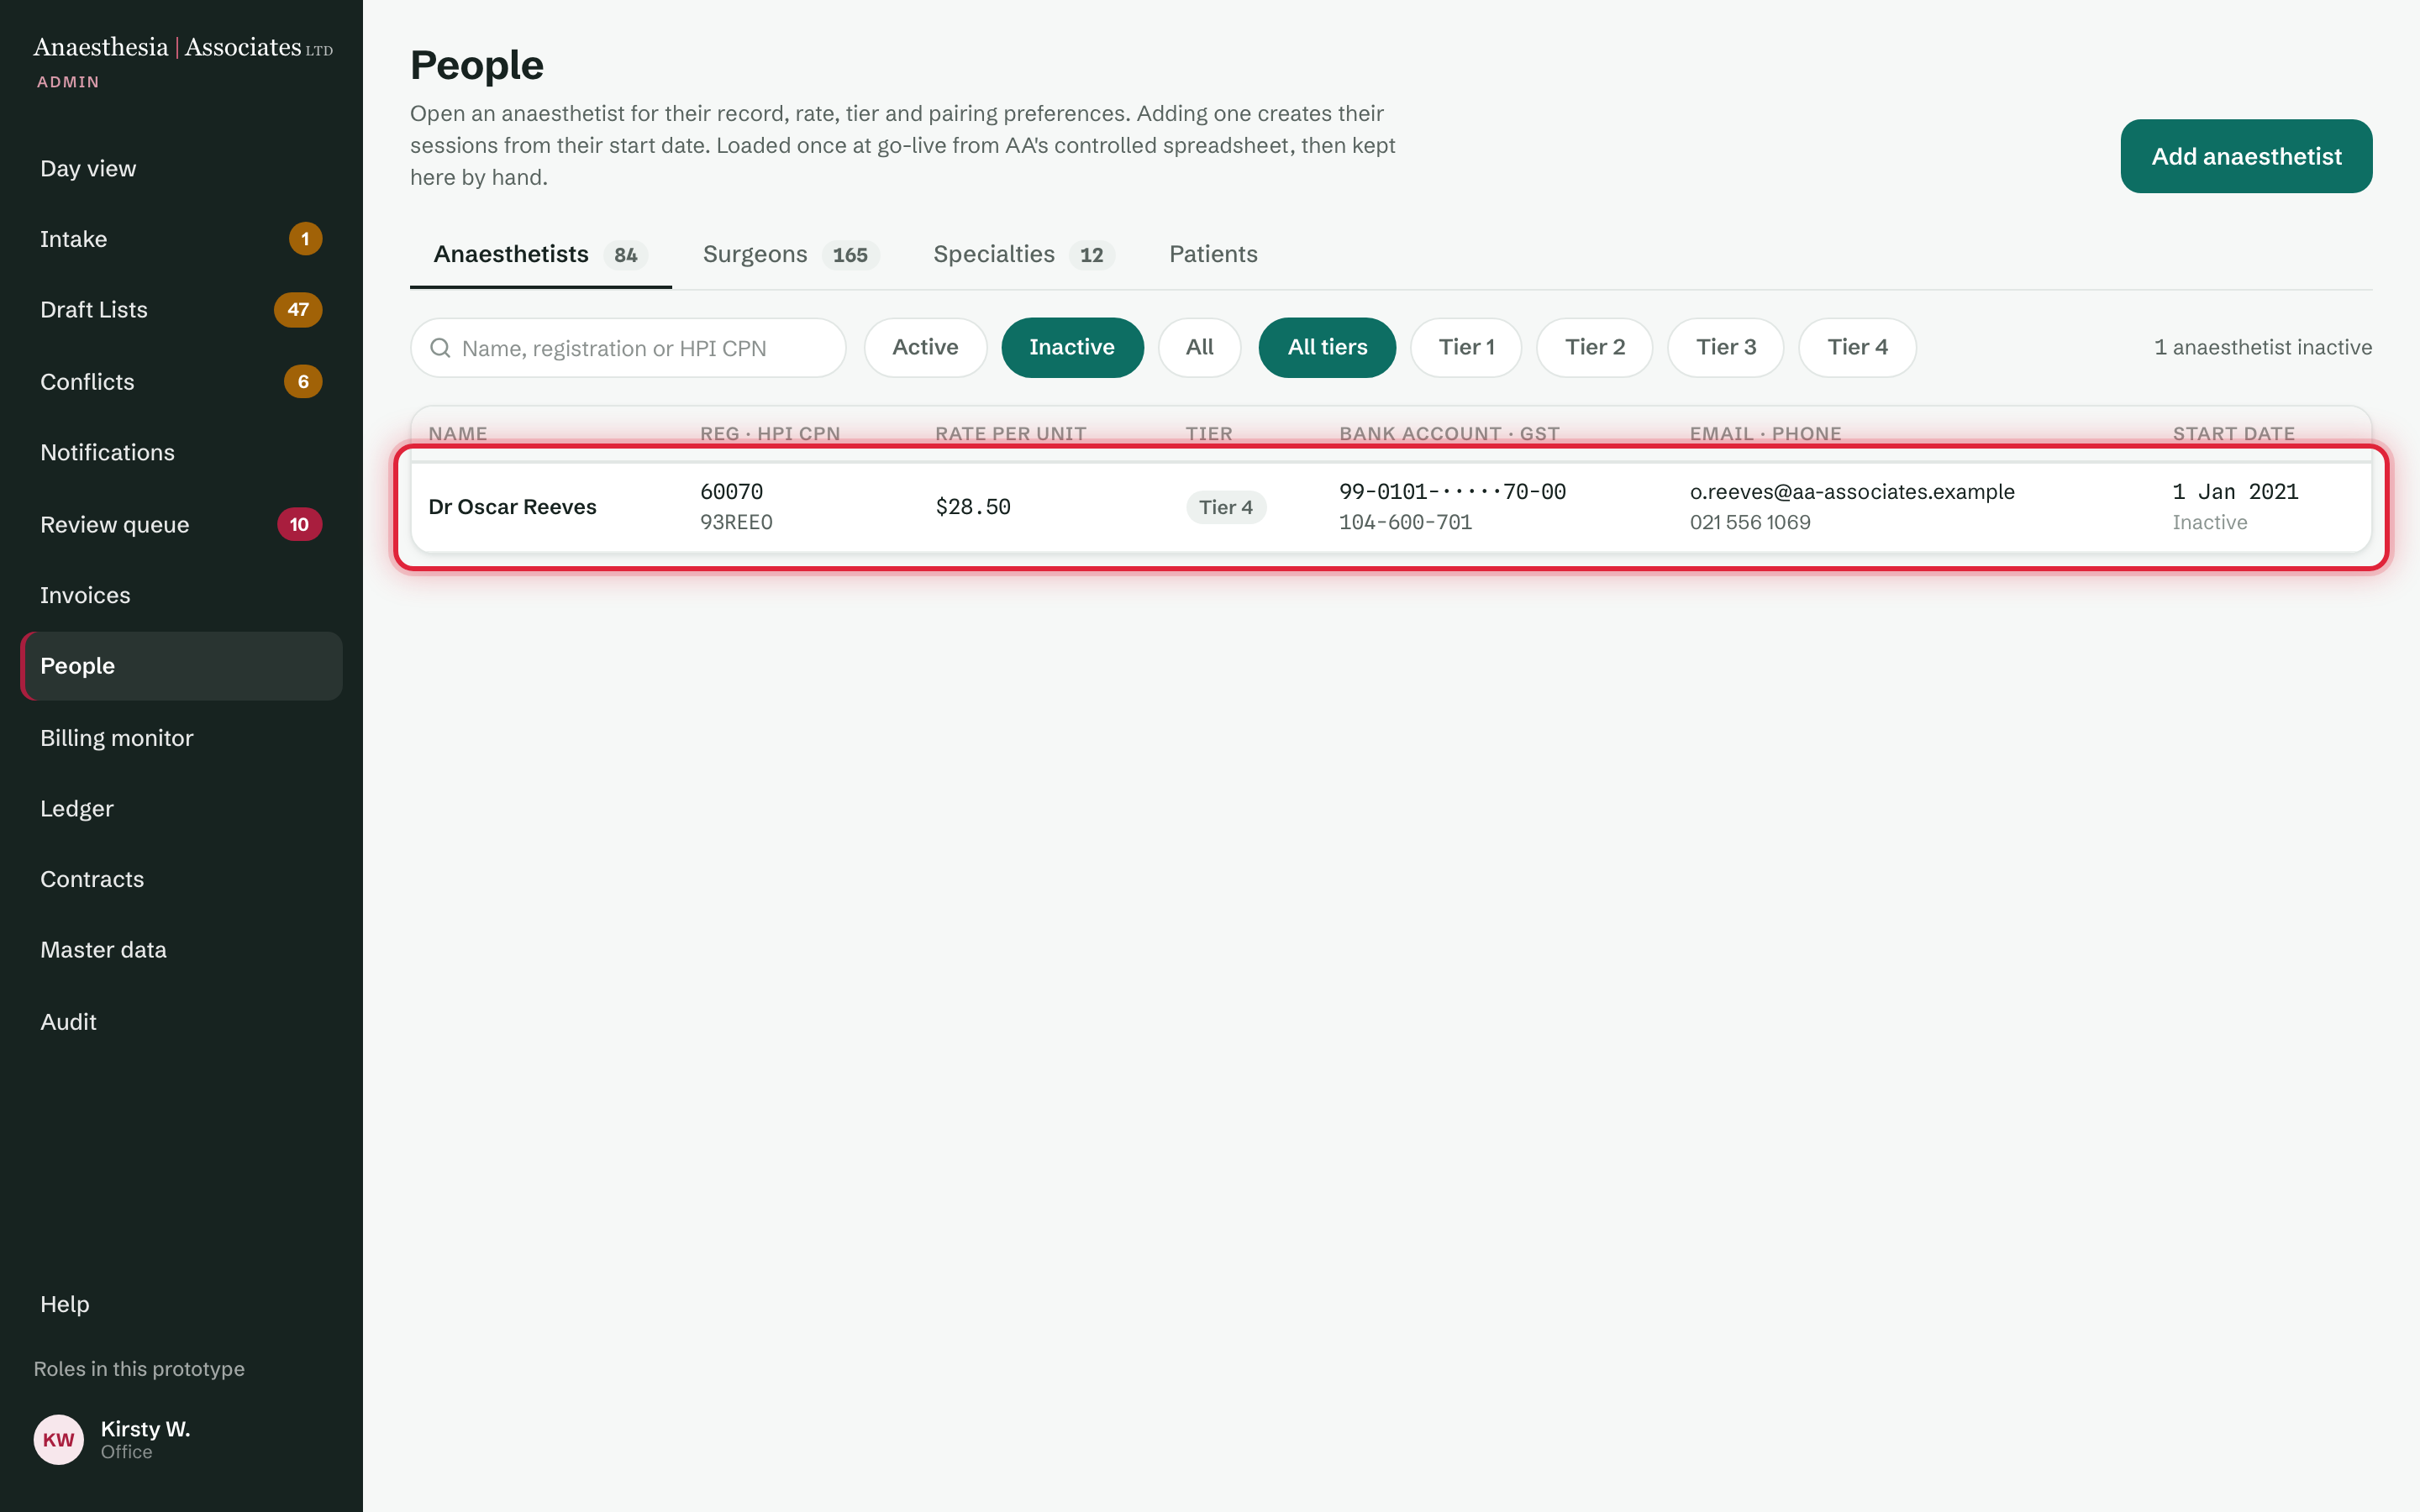 Anaesthesia | Associates LTD
ADMIN
Day view
Intake 1
Draft Lists 47
Conflicts 6
Notifications
Review queue 10
Invoices
People
Billing monitor
Ledger
Contracts
Master data
Audit
Help
Roles in this prototype
KW
Kirsty W.
Office
People
Open an anaesthetist for their record, rate, tier and pairing preferences. Adding one creates their
sessions from their start date. Loaded once at go-live from AA's controlled spreadsheet, then kept
here by hand.
Add anaesthetist
Anaesthetists 84 Surgeons 165 Specialties 12 Patients
Name, registration or HPI CPN Active Inactive All All tiers Tier 1 Tier 2 Tier 3 Tier 4 1 anaesthetist inactive
NAME REG · HPI CPN RATE PER UNIT TIER BANK ACCOUNT · GST EMAIL · PHONE START DATE
Dr Oscar Reeves 60070 $28.50 Tier 4 99-0101-·····70-00 o.reeves@aa-associates.example 1 Jan 2021
93REE0 104-600-701 021 556 1069 Inactive